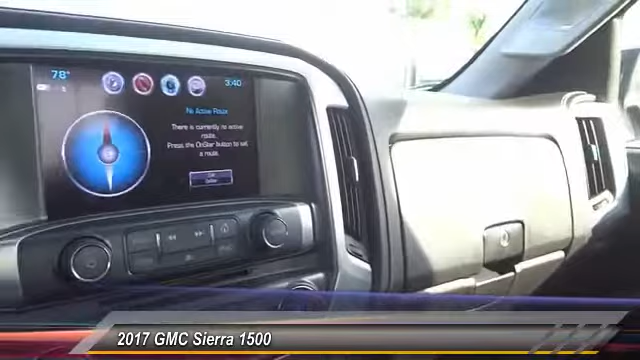 78° 3:40
No Active Route
There is currently no active
route.
Press the OnStar button to set
a route.
2017 GMC Sierra 1500